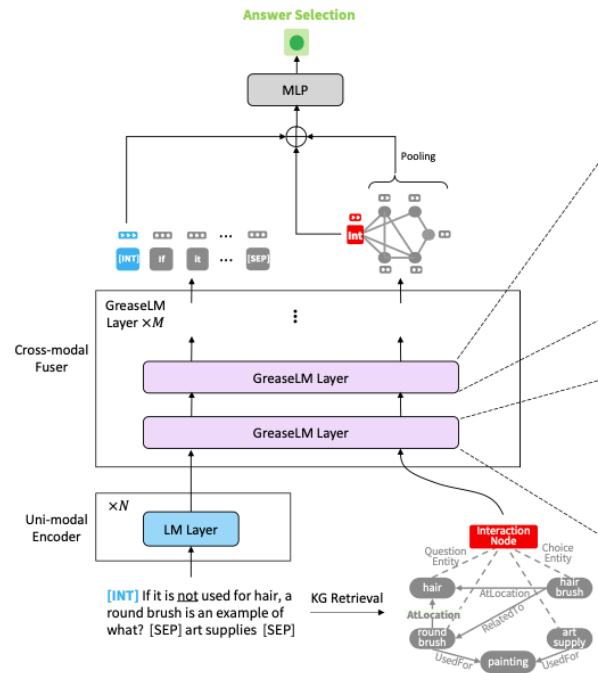 Answer Selection
MLP
Pooling
Int
[INT] If it ... [SEP]
GreaseLM
Layer ×M
⋮
Cross-modal
Fuser
GreaseLM Layer
GreaseLM Layer
×N
Uni-modal
Encoder
LM Layer
Interaction
Node
Question
Entity
Choice
Entity
hair
hair
brush
AtLocation
AtLocation
RelatedTo
round
brush
art
supply
UsedFor
painting
UsedFor
[INT] If it is not used for hair, a
round brush is an example of
what? [SEP] art supplies [SEP]
KG Retrieval